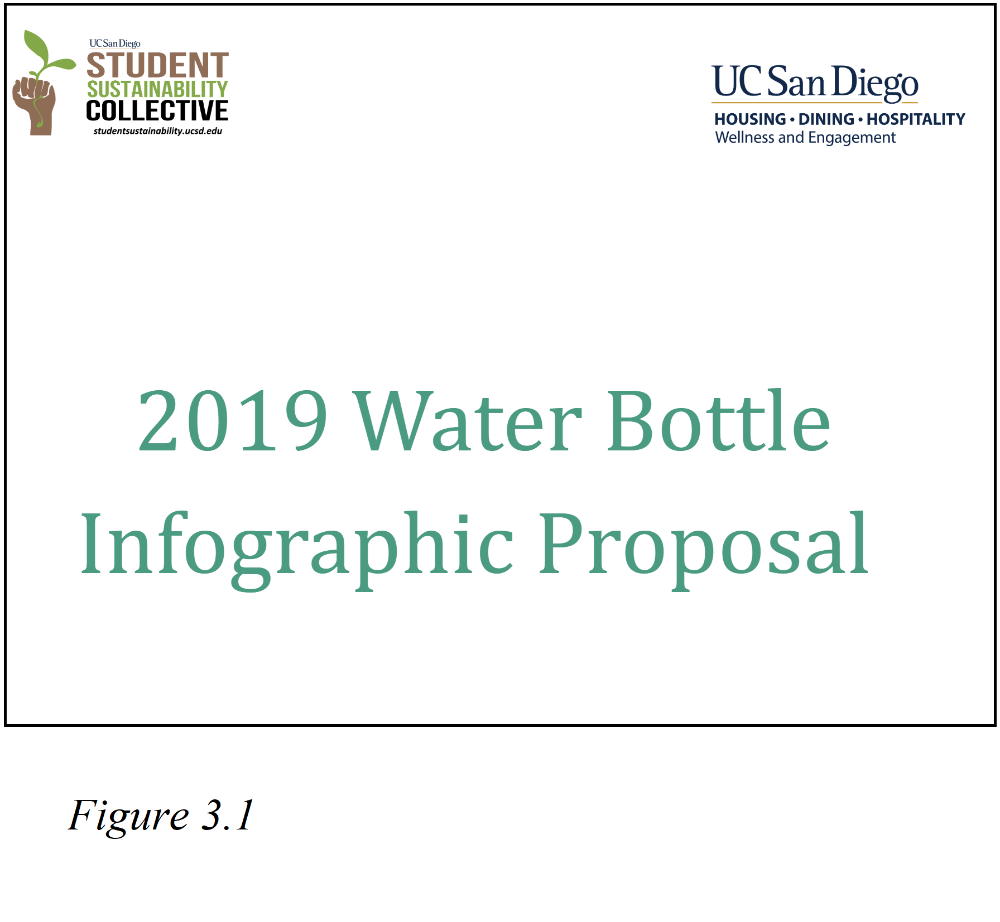 UC San Diego
STUDENT
SUSTAINABILITY
COLLECTIVE
studentsustainability.ucsd.edu
UC San Diego
HOUSING • DINING • HOSPITALITY
Wellness and Engagement
2019 Water Bottle
Infographic Proposal
Figure 3.1